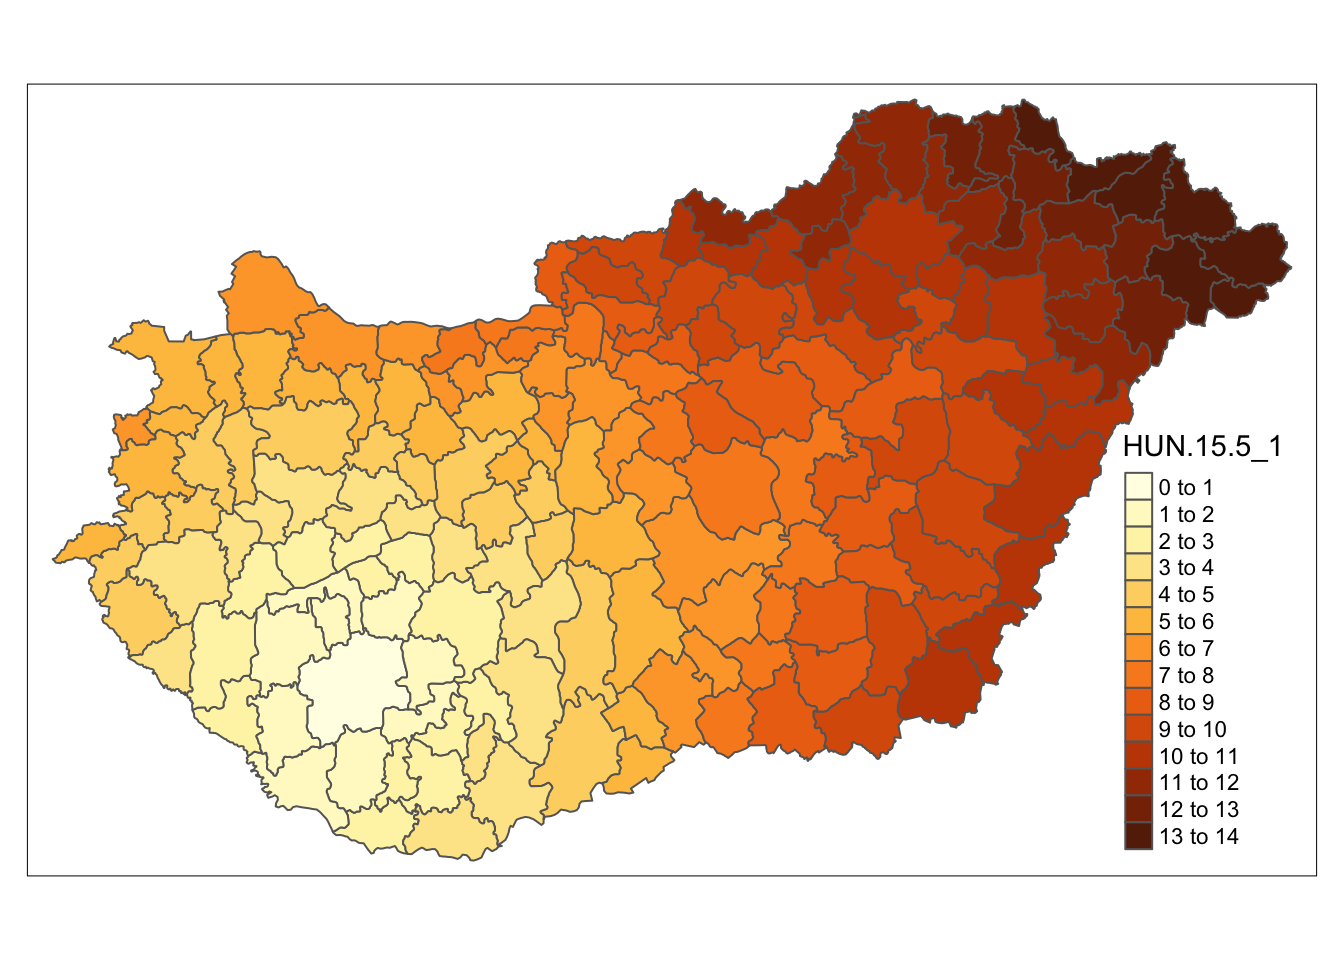 HUN.15.5_1
0 to 1
1 to 2
2 to 3
3 to 4
4 to 5
5 to 6
6 to 7
7 to 8
8 to 9
9 to 10
10 to 11
11 to 12
12 to 13
13 to 14